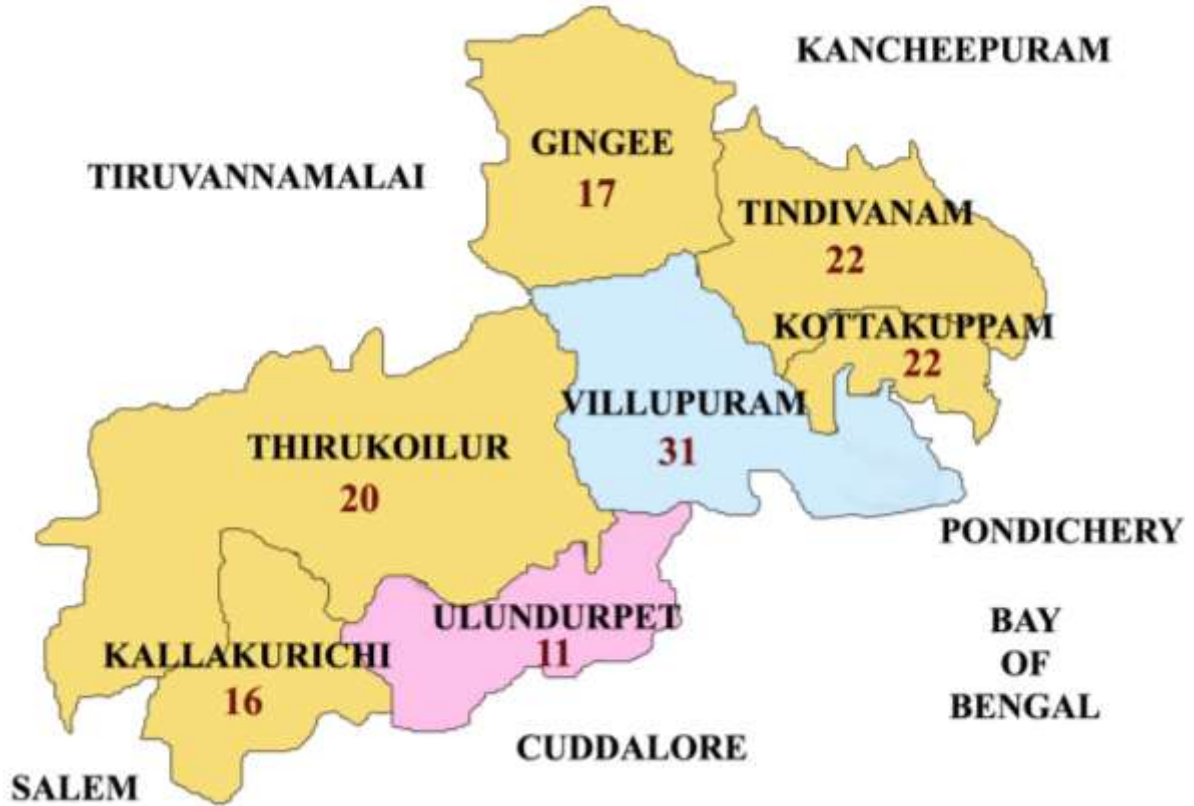 KANCHEEPURAM
GINGEE
17
TIRUVANNAMALAI
TINDIVANAM
22
KOTTAKUPPAM
22
VILLUPURAM
31
THIRUKOILUR
20
PONDICHERY
ULUNDURPET
11
KALLAKURICHI
16
BAY
OF
BENGAL
CUDDALORE
SALEM